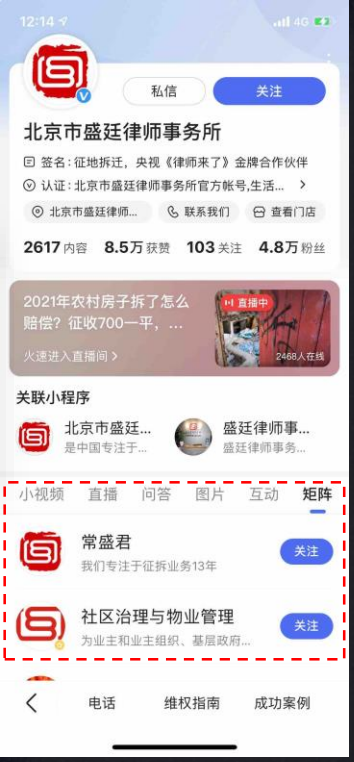 12:14
4G
私信
关注
北京市盛廷律师事务所
签名：征地拆迁，央视《律师来了》金牌合作伙伴
认证：北京市盛廷律师事务所官方帐号,生活...
北京市盛廷律师...
联系我们
查看门店
2617内容 8.5万获赞 103关注 4.8万粉丝
2021年农村房子拆了怎么
赔偿？征收700一平，...
火速进入直播间
直播中
2468人在线
关联小程序
北京市盛廷...
是中国专注于...
盛廷律师事...
盛廷律师事务...
小视频 直播 问答 图片 互动 矩阵
常盛君
我们专注于征拆业务13年
关注
社区治理与物业管理
为业主和业主组织、基层政府...
关注
电话 维权指南 成功案例